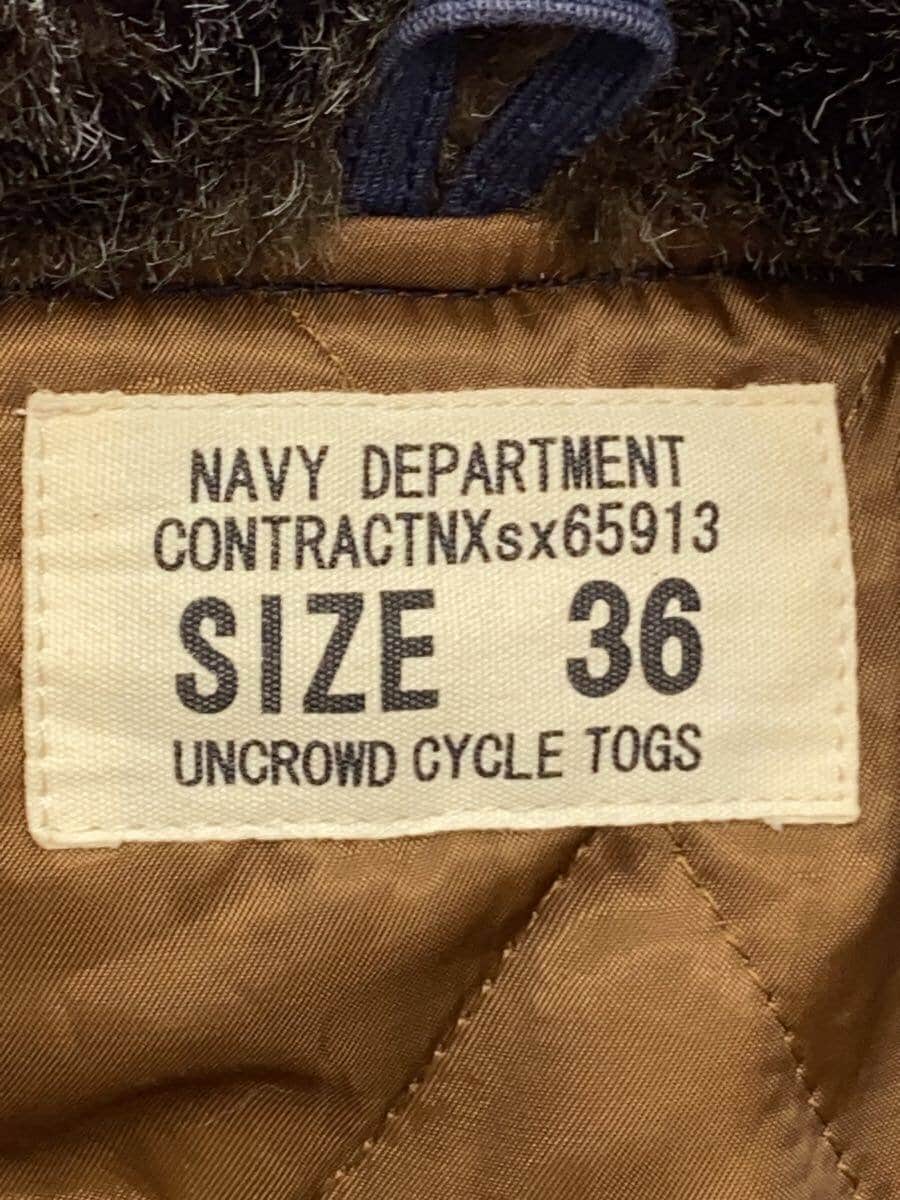 NAVY DEPARTMENT
CONTRACTNXsx65913
SIZE 36
UNCROWD CYCLE TOGS